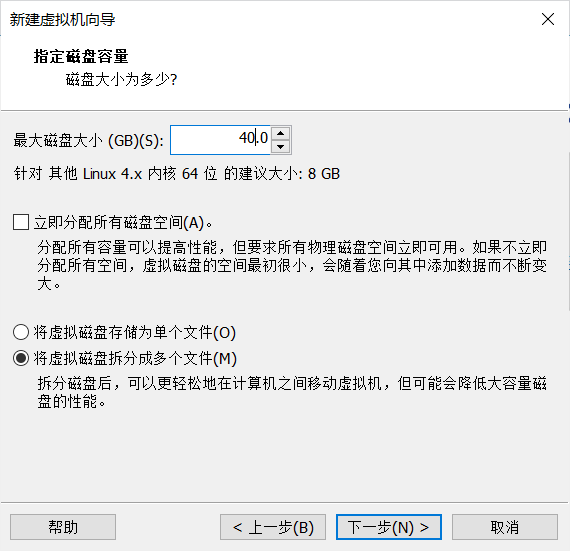 新建虚拟机向导
指定磁盘容量
磁盘大小为多少?
最大磁盘大小 (GB)(S): 40.0
针对 其他 Linux 4.x 内核 64 位 的建议大小: 8 GB
立即分配所有磁盘空间(A)。
分配所有容量可以提高性能，但要求所有物理磁盘空间立即可用。如果不立即
分配所有空间，虚拟磁盘的空间最初很小，会随着您向其中添加数据而不断变
大。
将虚拟磁盘存储为单个文件(O)
将虚拟磁盘拆分成多个文件(M)
拆分磁盘后，可以更轻松地在计算机之间移动虚拟机，但可能会降低大容量磁
盘的性能。
帮助 < 上一步(B) 下一步(N) > 取消